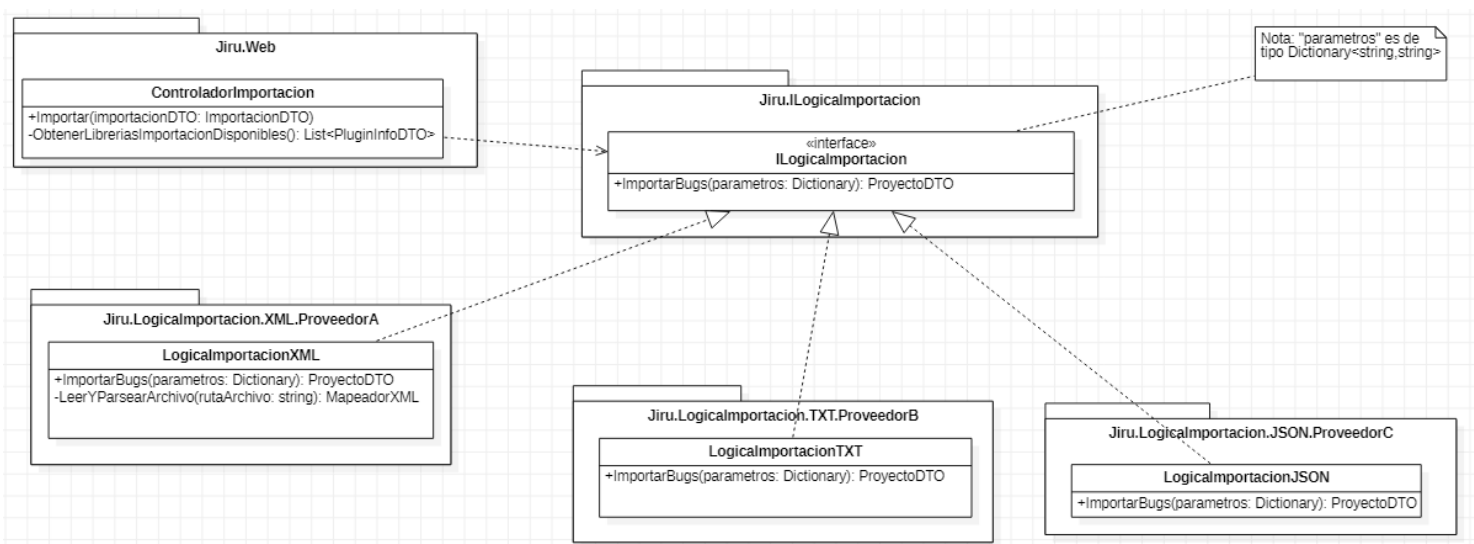 Jiru.Web
ControladorImportacion
+Importar(importacionDTO: ImportacionDTO)
-ObtenerLibreriasImportacionDisponibles(): List<PluginInfoDTO>
Nota: "parametros" es de
tipo Dictionary<string,string>
Jiru.ILogicaImportacion
«interface»
ILogicaImportacion
+ImportarBugs(parametros: Dictionary): ProyectoDTO
Jiru.LogicaImportacion.XML.ProveedorA
LogicaImportacionXML
+ImportarBugs(parametros: Dictionary): ProyectoDTO
-LeerYParsearArchivo(rutaArchivo: string): MapeadorXML
Jiru.LogicaImportacion.TXT.ProveedorB
LogicaImportacionTXT
+ImportarBugs(parametros: Dictionary): ProyectoDTO
Jiru.LogicaImportacion.JSON.ProveedorC
LogicaImportacionJSON
+ImportarBugs(parametros: Dictionary): ProyectoDTO